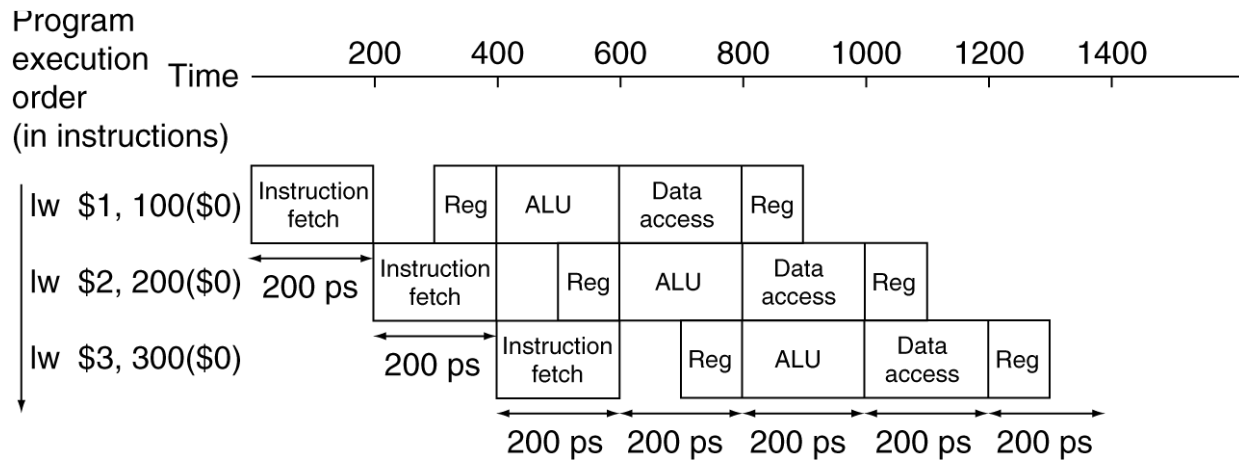 Program
execution
order
(in instructions)
Time
200 400 600 800 1000 1200 1400
lw $1, 100($0)
Instruction
fetch
Reg
ALU
Data
access
Reg
200 ps
lw $2, 200($0)
Instruction
fetch
Reg
ALU
Data
access
Reg
200 ps
lw $3, 300($0)
Instruction
fetch
Reg
ALU
Data
access
Reg
200 ps 200 ps 200 ps 200 ps 200 ps